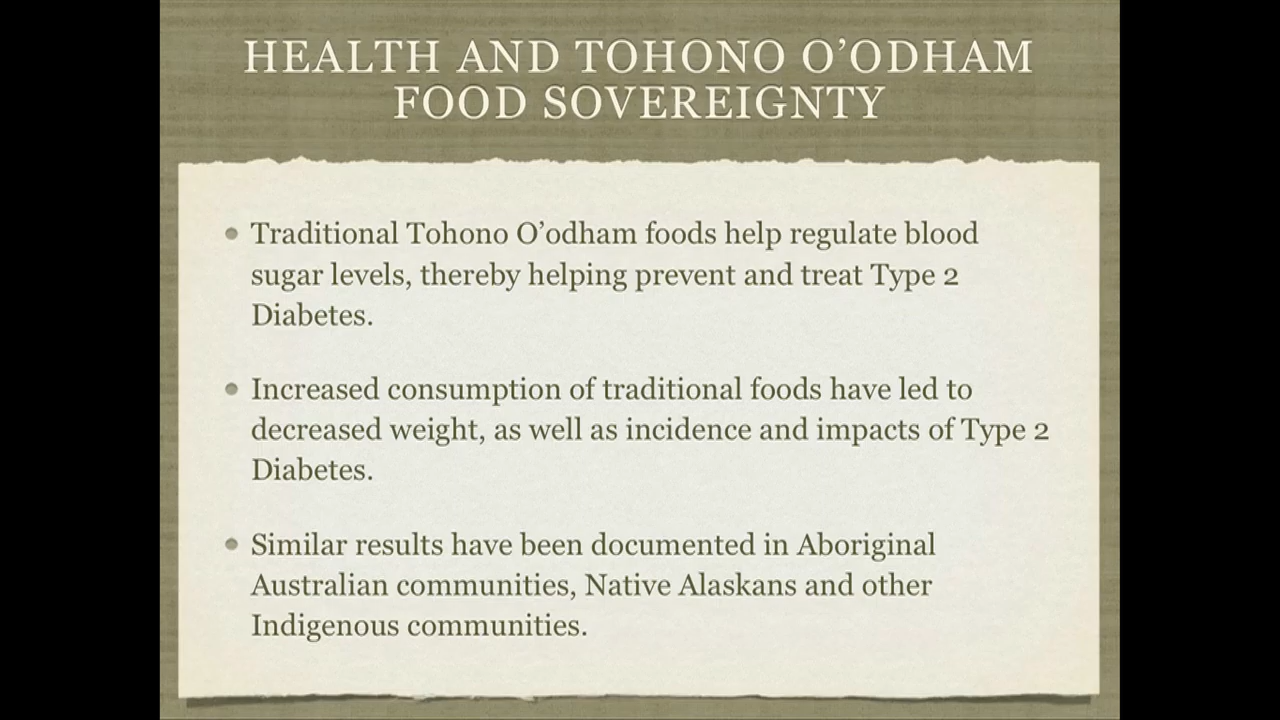 HEALTH AND TOHONO O’ODHAM
FOOD SOVEREIGNTY
• Traditional Tohono O’odham foods help regulate blood
sugar levels, thereby helping prevent and treat Type 2
Diabetes.
• Increased consumption of traditional foods have led to
decreased weight, as well as incidence and impacts of Type 2
Diabetes.
• Similar results have been documented in Aboriginal
Australian communities, Native Alaskans and other
Indigenous communities.